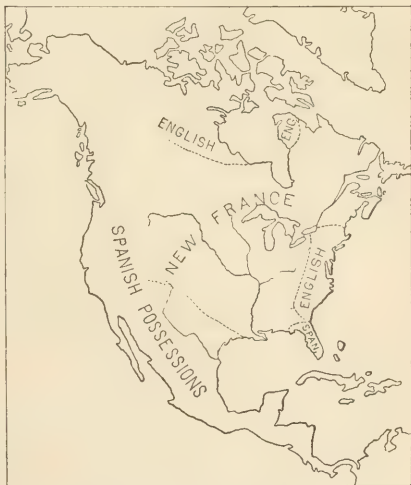 ENGLISH
ENG.
NEW FRANCE
SPANISH POSSESSIONS
ENGLISH
SPAN.